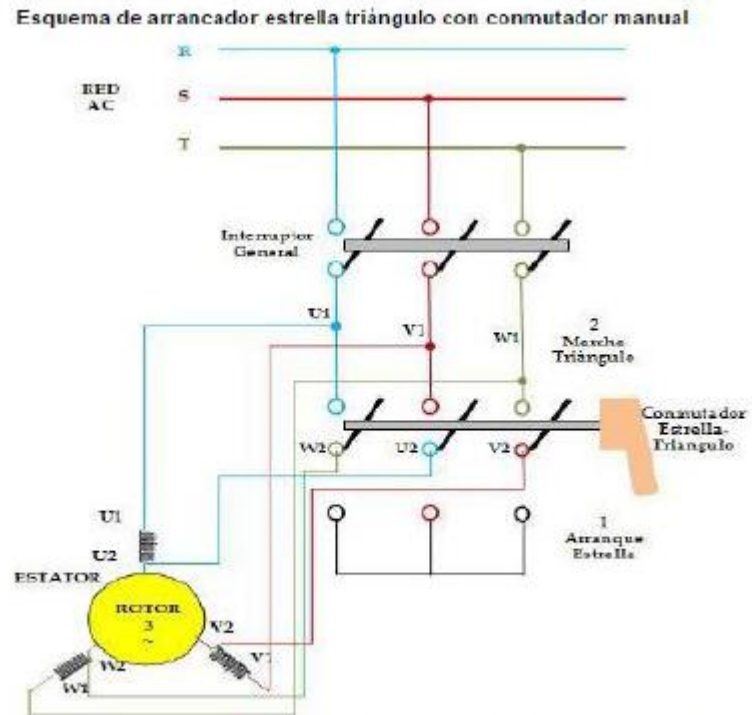 Esquema de arrancador estrella triángulo con conmutador manual
R
RED
AC
S
T
Interruptor
General
U1
V1
W1
2
Marcha
Triángulo
Conmutador
Estrella-
Triángulo
W2
U2
V2
1
Arranque
Estrella
U1
U2
ESTATOR
ROTOR
3
~
V2
V1
W2
W1